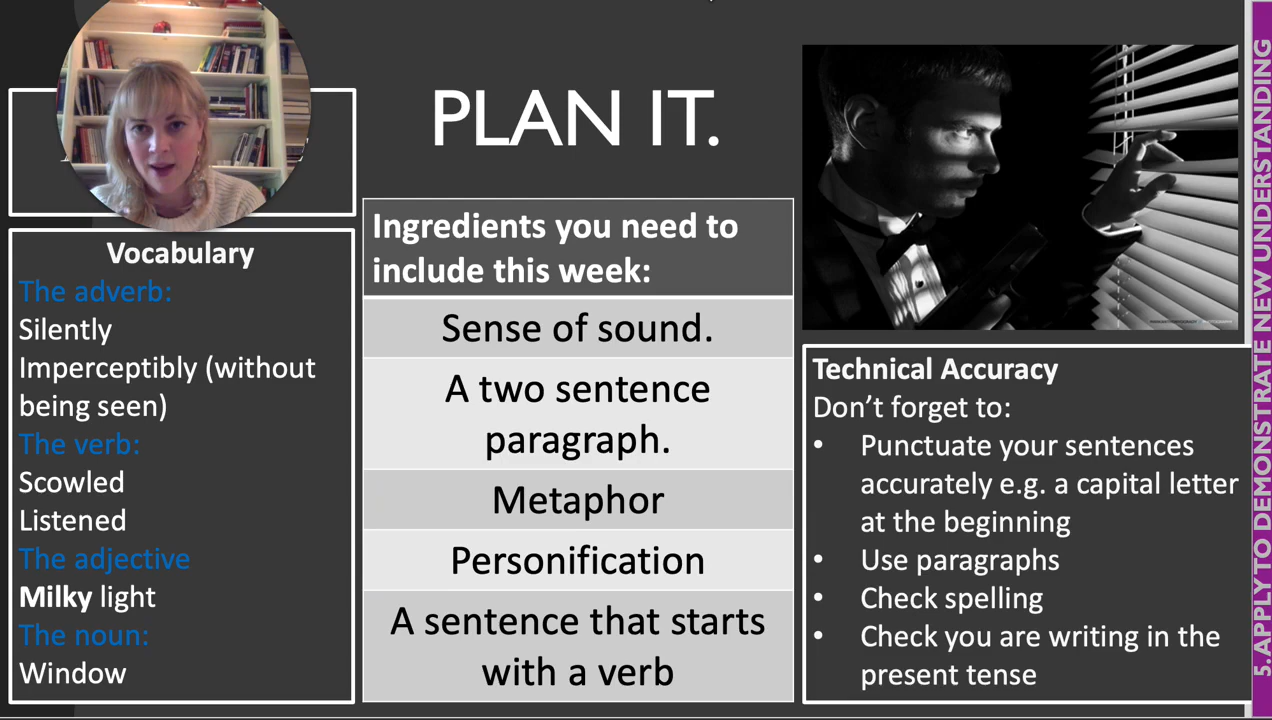 PLAN IT.
Vocabulary
The adverb:
Silently
Imperceptibly (without
being seen)
The verb:
Scowled
Listened
The adjective
Milky light
The noun:
Window
Ingredients you need to
include this week:
Sense of sound.
A two sentence
paragraph.
Metaphor
Personification
A sentence that starts
with a verb
Technical Accuracy
Don’t forget to:
• Punctuate your sentences
accurately e.g. a capital letter
at the beginning
• Use paragraphs
• Check spelling
• Check you are writing in the
present tense
5.APPLY TO DEMONSTRATE NEW UNDERSTANDING